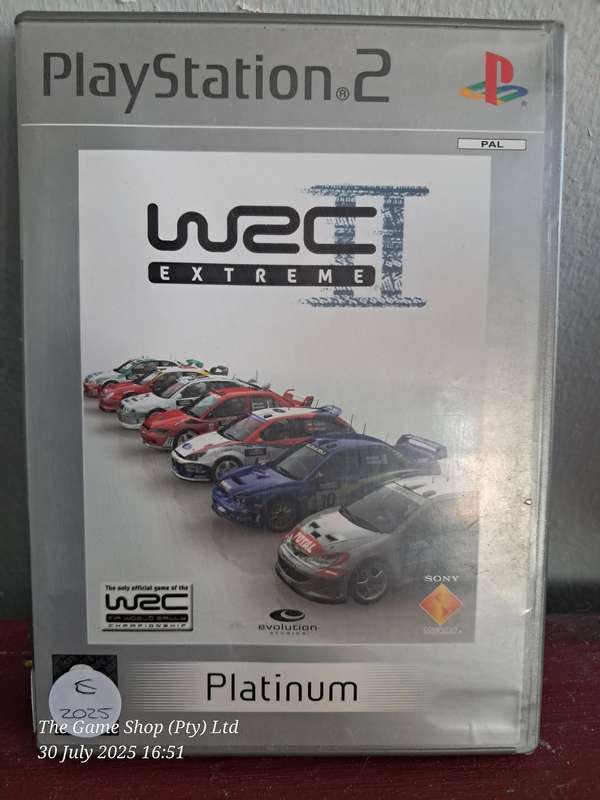 PlayStation®2
PAL
WRC II
EXTREME
TOTAL
The only official game of the
WRC
FIA WORLD RALLY
CHAMPIONSHIP
evolution
STUDIOS
SONY
Platinum
2025
The Game Shop (Pty) Ltd
30 July 2025 16:51